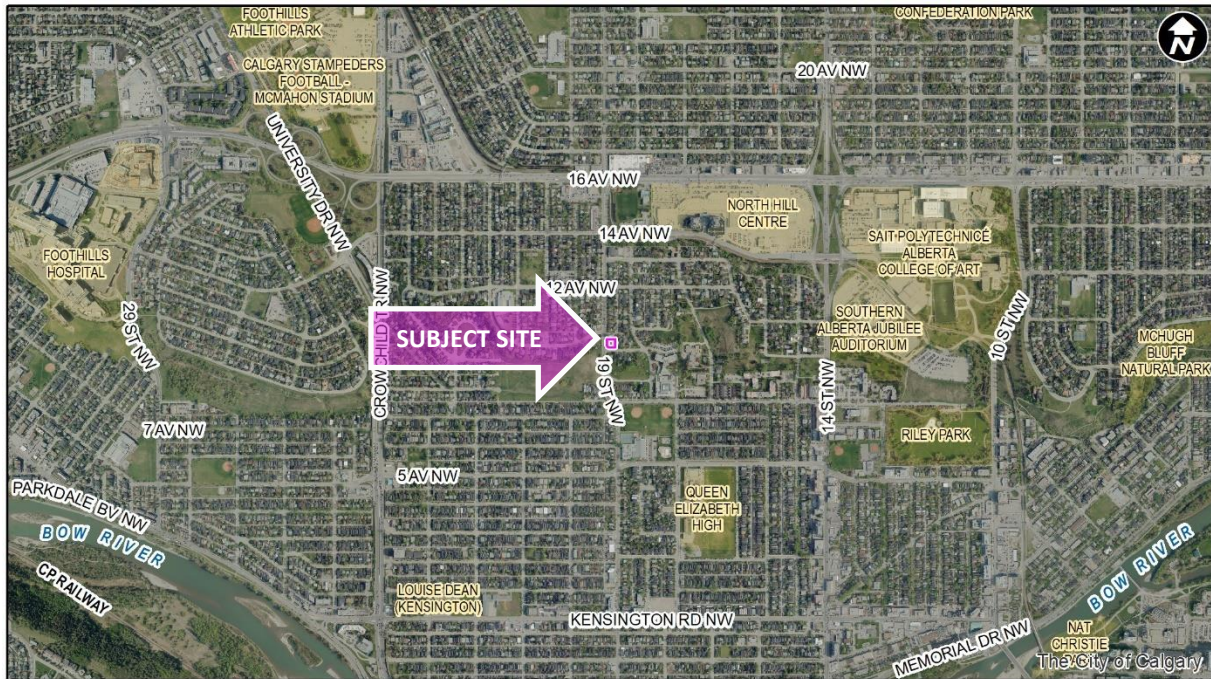 FOOTHILLS
ATHLETIC PARK
CONFEDERATION PARK
N
CALGARY STAMPEDERS
FOOTBALL -
MCMAHON STADIUM
20 AV NW
UNIVERSITY DR NW
16 AV NW
NORTH HILL
CENTRE
14 AV NW
SAIT POLYTECHNIC
ALBERTA
COLLEGE OF ART
FOOTHILLS
HOSPITAL
12 AV NW
29 ST NW
CROWCHILD TR NW
SUBJECT SITE
19 ST NW
SOUTHERN
ALBERTA JUBILEE
AUDITORIUM
14 ST NW
10 ST NW
MCHUGH
BLUFF
NATURAL PARK
7 AV NW
RILEY PARK
5 AV NW
QUEEN
ELIZABETH
HIGH
PARKDALE BV NW
BOW RIVER
CP RAILWAY
LOUISE DEAN
(KENSINGTON)
KENSINGTON RD NW
MEMORIAL DR NW
BOW RIVER
NAT
CHRISTIE
The City of Calgary